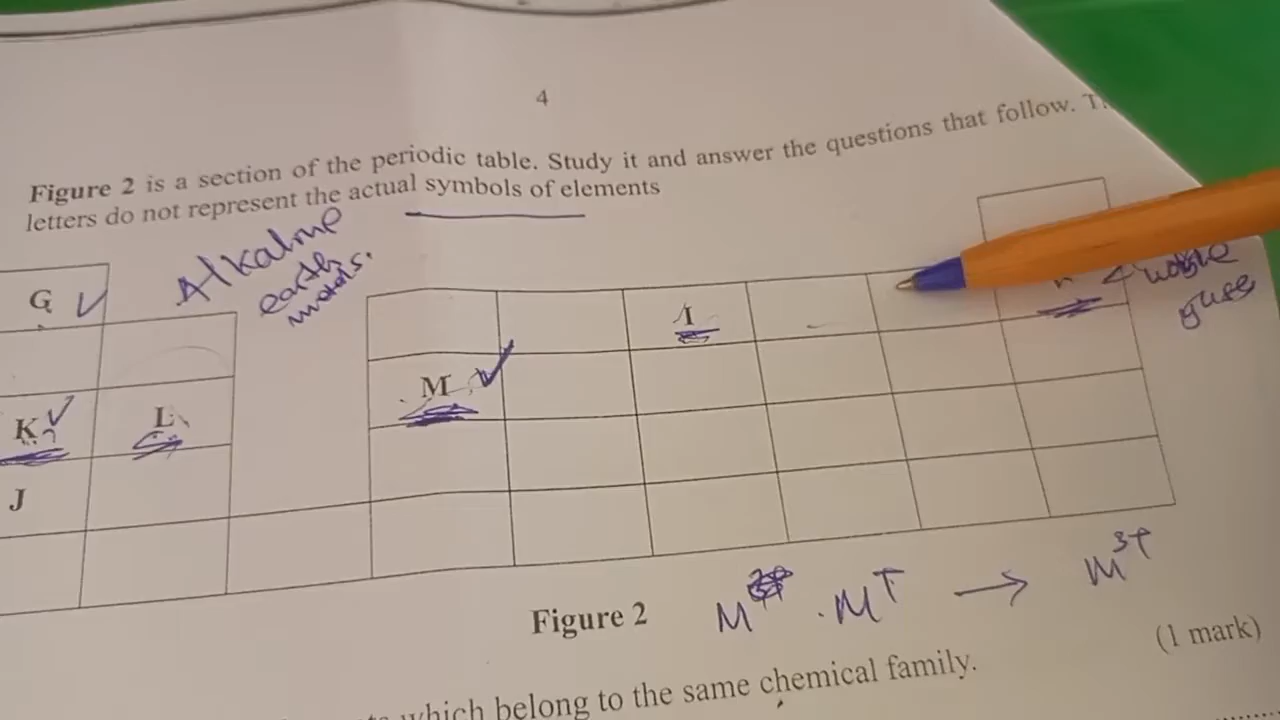 4
Figure 2 is a section of the periodic table. Study it and answer the questions that follow.
letters do not represent the actual symbols of elements
Alkaline
earth
metals.
G
I
noble
gases
M
K
L
J
Figure 2
M . M+ → M3+
(1 mark)
which belong to the same chemical family.